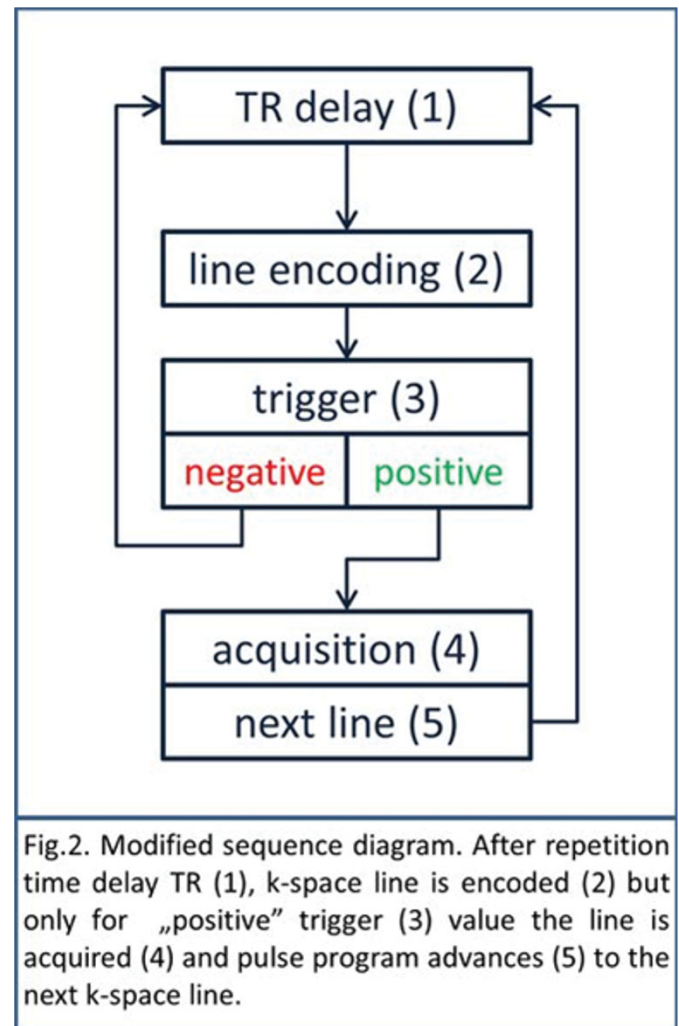 TR delay (1)
line encoding (2)
trigger (3)
negative positive
acquisition (4)
next line (5)
Fig.2. Modified sequence diagram. After repetition
time delay TR (1), k-space line is encoded (2) but
only for „positive” trigger (3) value the line is
acquired (4) and pulse program advances (5) to the
next k-space line.